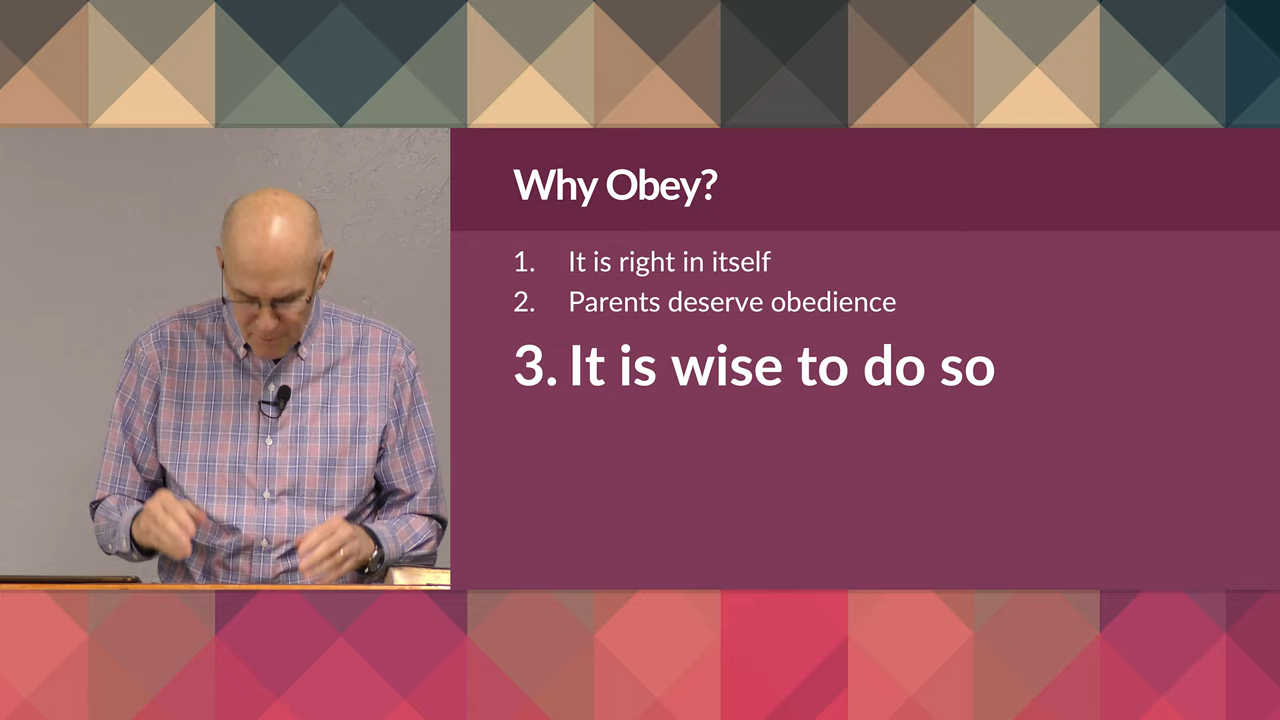 Why Obey?
1. It is right in itself
2. Parents deserve obedience
3. It is wise to do so